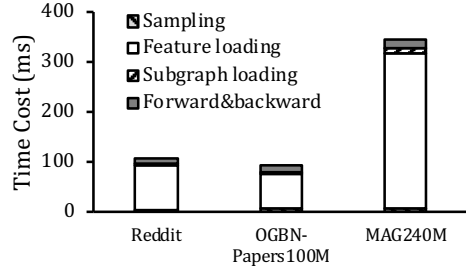 400
300
200
100
0
Time Cost (ms)
Sampling
Feature loading
Subgraph loading
Forward&backward
Reddit
OGBN-
Papers100M
MAG240M